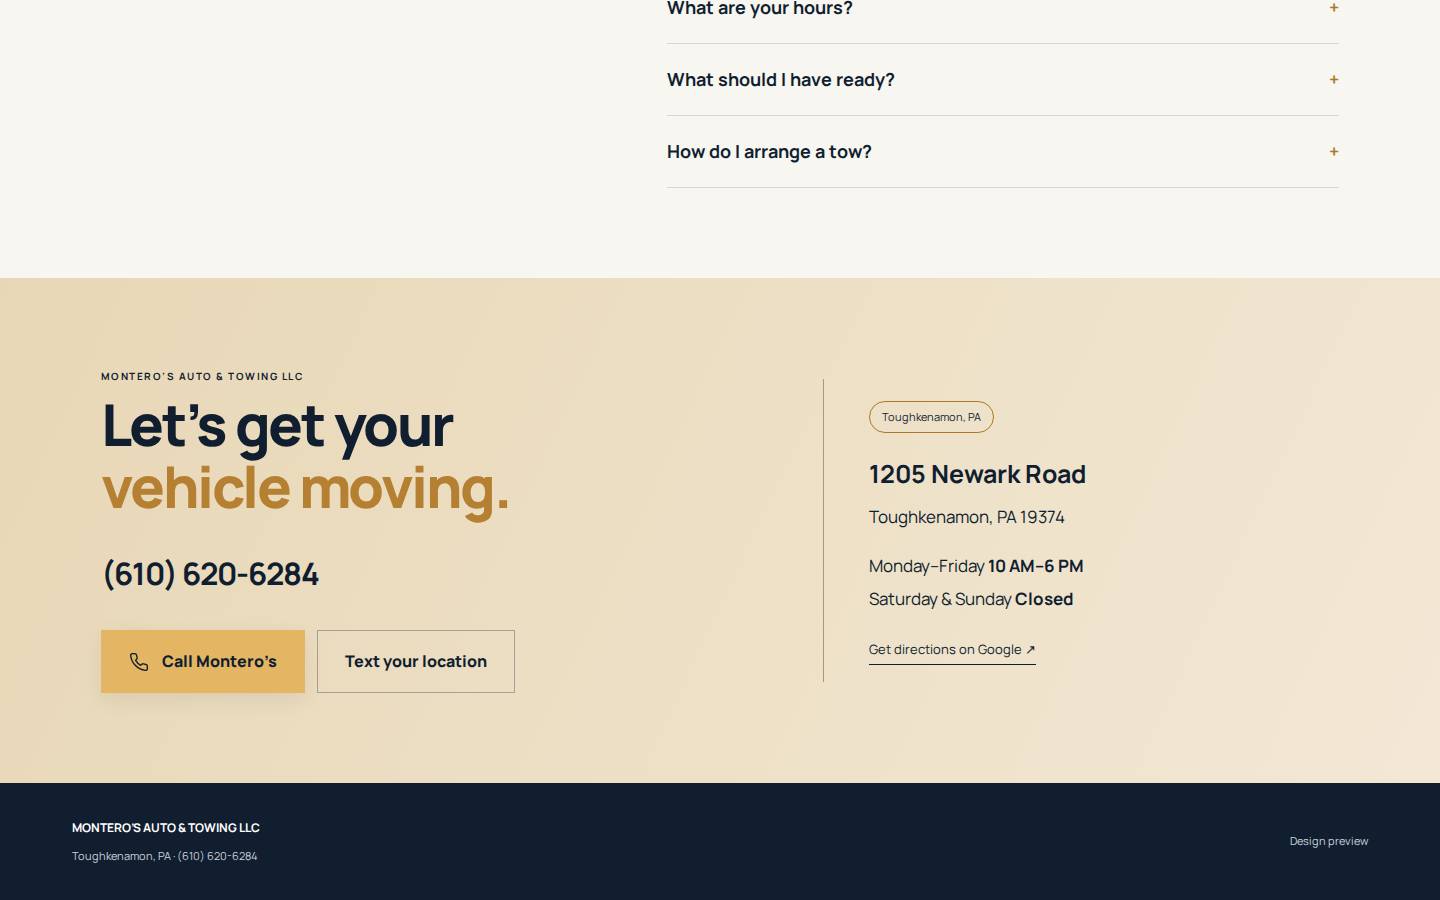 What are your hours? +
What should I have ready? +
How do I arrange a tow? +
MONTERO'S AUTO & TOWING LLC
Let’s get your
vehicle moving.
(610) 620-6284
Call Montero’s
Text your location
Toughkenamon, PA
1205 Newark Road
Toughkenamon, PA 19374
Monday–Friday 10 AM–6 PM
Saturday & Sunday Closed
Get directions on Google ↗
MONTERO'S AUTO & TOWING LLC
Toughkenamon, PA · (610) 620-6284
Design preview